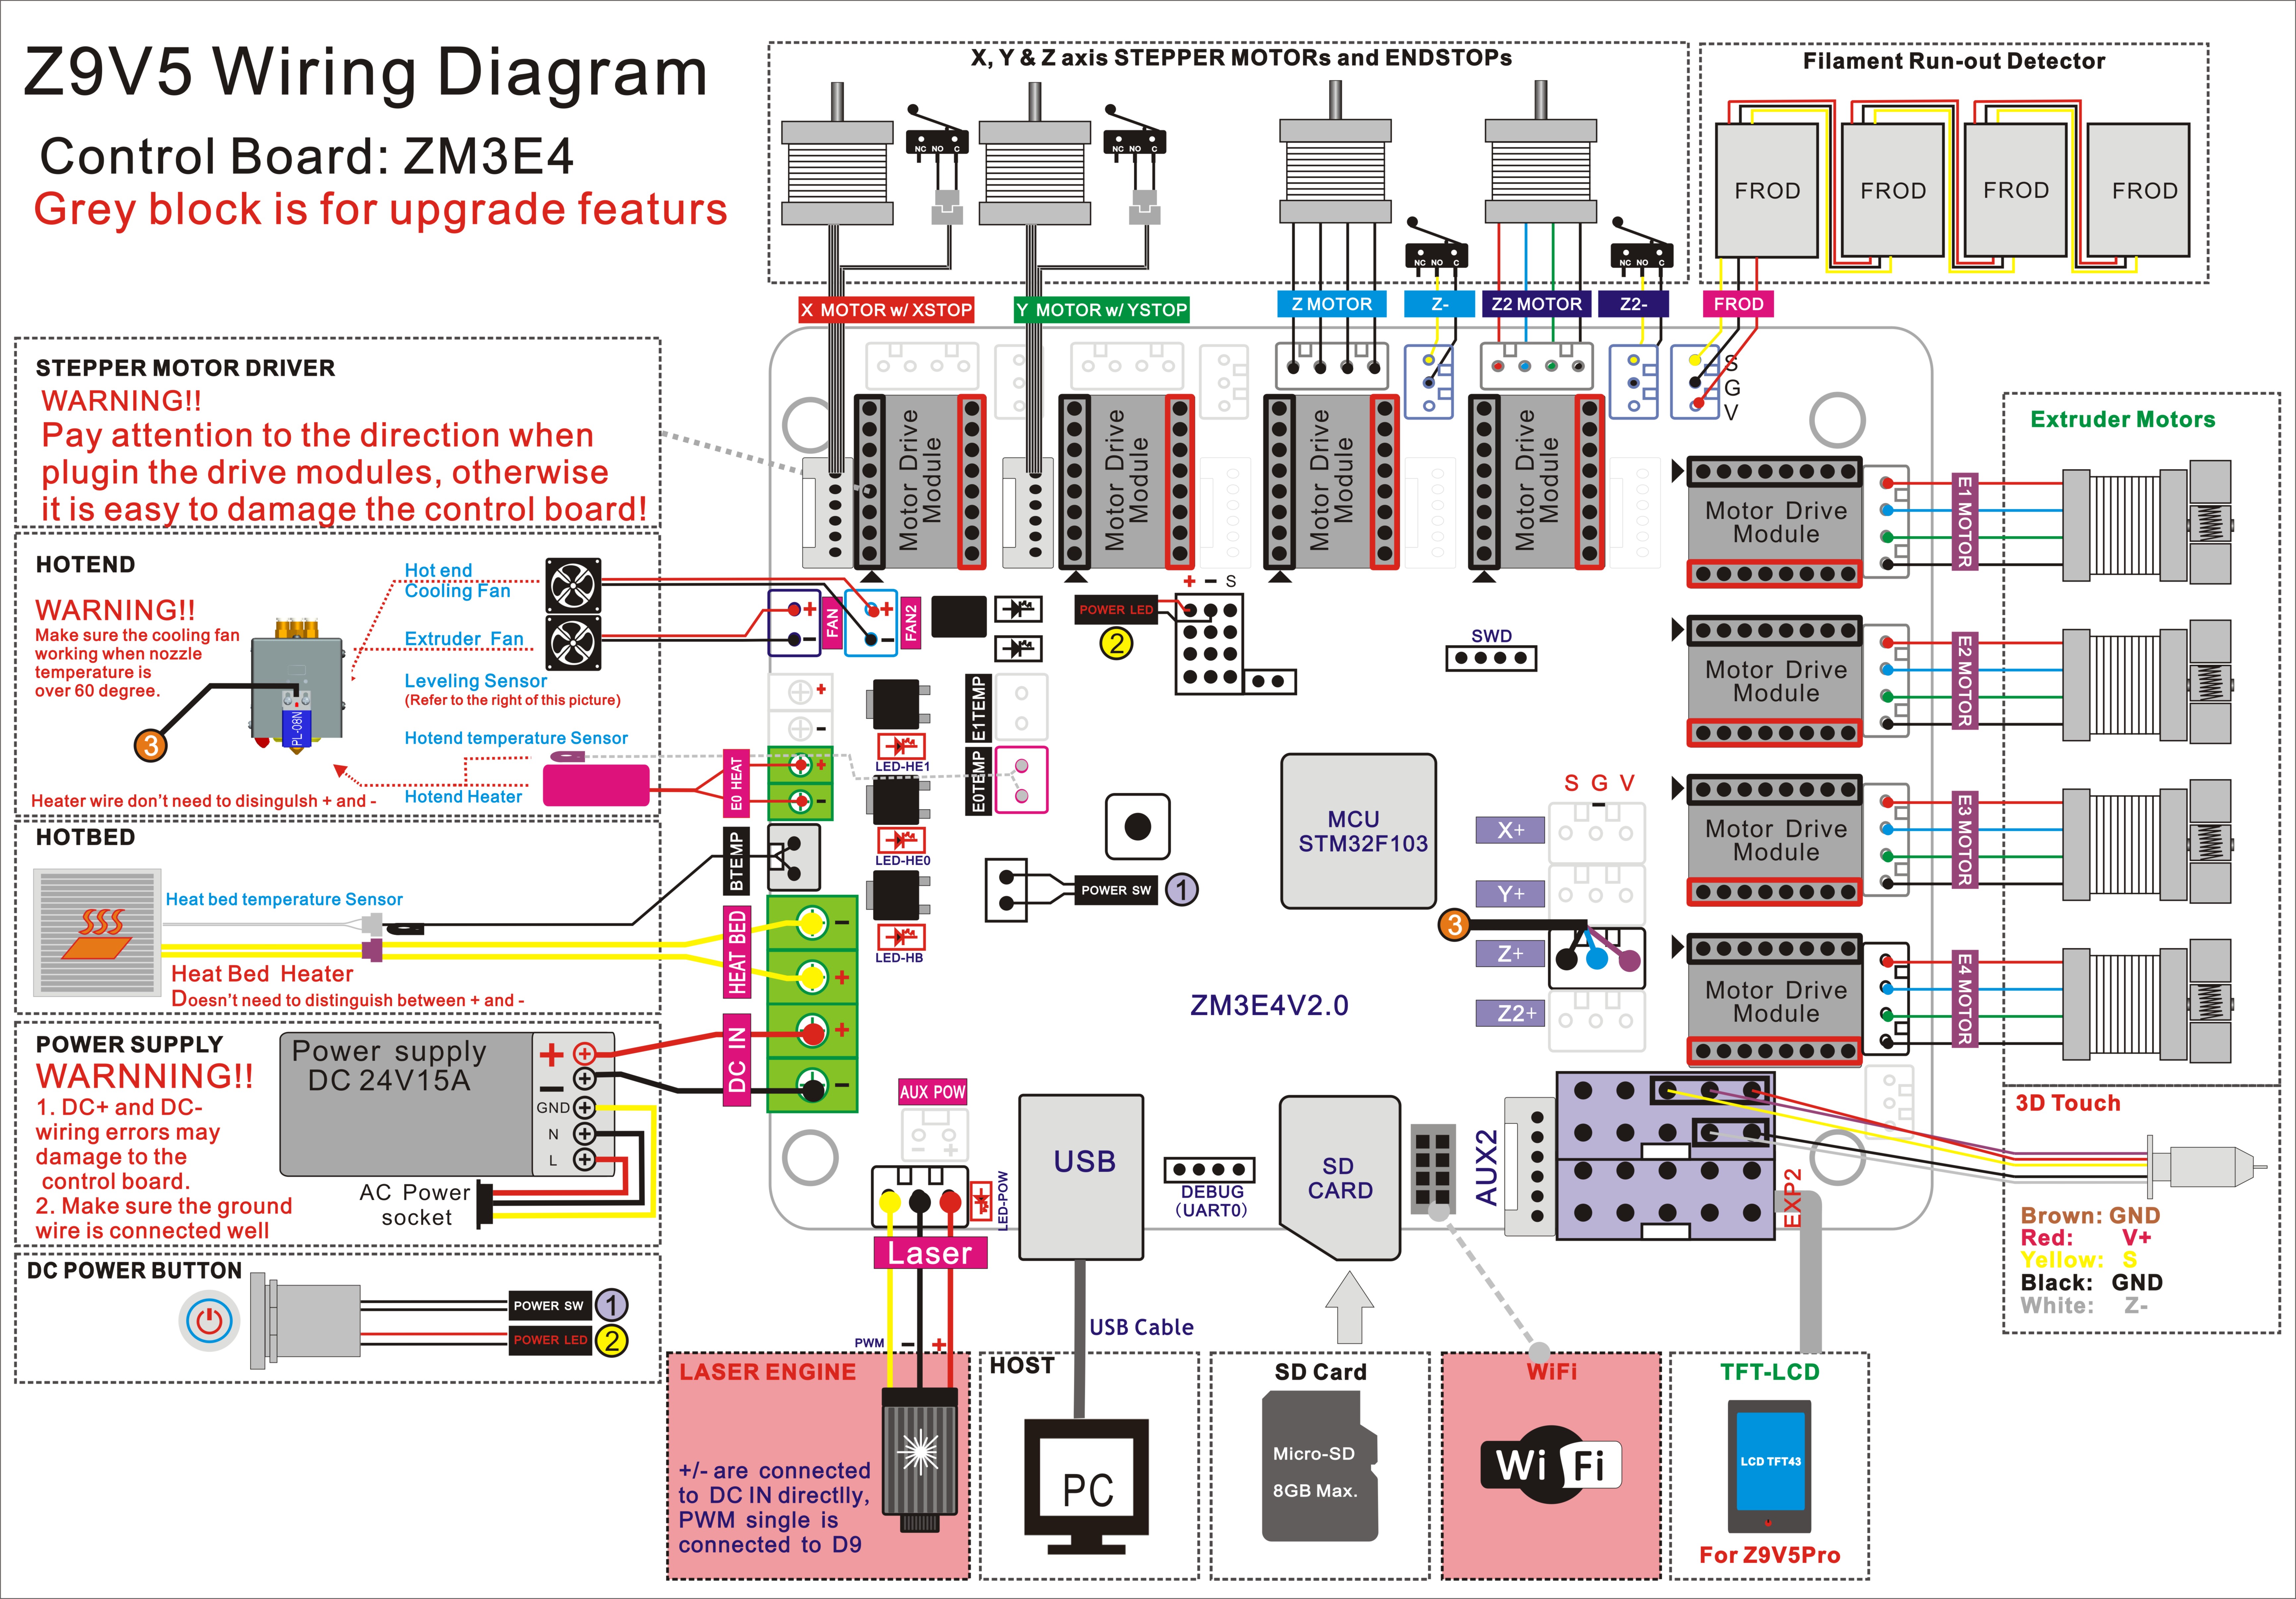 Z9V5 Wiring Diagram
Control Board: ZM3E4
Grey block is for upgrade featurs
X, Y & Z axis STEPPER MOTORs and ENDSTOPs
NC NO C
NC NO C
NC NO C
NC NO C
Filament Run-out Detector
FROD
FROD
FROD
FROD
X MOTOR w/ XSTOP
Y MOTOR w/ YSTOP
Z MOTOR
Z-
Z2 MOTOR
Z2-
FROD
S
G
V
STEPPER MOTOR DRIVER
WARNING!!
Pay attention to the direction when
plugin the drive modules, otherwise
it is easy to damage the control board!
Motor Drive
Module
Motor Drive
Module
Motor Drive
Module
Motor Drive
Module
Extruder Motors
Motor Drive
Module
E1 MOTOR
Motor Drive
Module
E2 MOTOR
Motor Drive
Module
E3 MOTOR
Motor Drive
Module
E4 MOTOR
HOTEND
WARNING!!
Make sure the cooling fan
working when nozzle
temperature is
over 60 degree.
PL-08N
3
Hot end
Cooling Fan
Extruder Fan
Leveling Sensor
(Refer to the right of this picture)
Hotend temperature Sensor
Hotend Heater
Heater wire don't need to disingulsh + and -
+
-
FAN
+
-
FAN2
+ - S
POWER LED
2
SWD
+
-
E1TEMP
E0TEMP
LED-HE1
E0 HEAT
+
-
LED-HE0
BTEMP
LED-HB
POWER SW
1
MCU
STM32F103
S G V
X+
Y+
3
Z+
Z2+
ZM3E4V2.0
HOTBED
Heat bed temperature Sensor
Heat Bed Heater
Doesn't need to distinguish between + and -
HEAT BED
-
+
DC IN
+
-
POWER SUPPLY
WARNNING!!
1. DC+ and DC-
wiring errors may
damage to the
control board.
2. Make sure the ground
wire is connected well
Power supply
DC 24V15A
+
-
GND
N
L
AC Power
socket
AUX POW
- +
LED-POW
Laser
USB
DEBUG
(UART0)
SD
CARD
AUX2
EXP2
3D Touch
Brown: GND
Red: V+
Yellow: S
Black: GND
White: Z-
DC POWER BUTTON
POWER SW
1
POWER LED
2
PWM - +
USB Cable
LASER ENGINE
+/- are connected
to DC IN directlly,
PWM single is
connected to D9
HOST
PC
SD Card
Micro-SD
8GB Max.
WiFi
Wi Fi
TFT-LCD
LCD TFT43
For Z9V5Pro